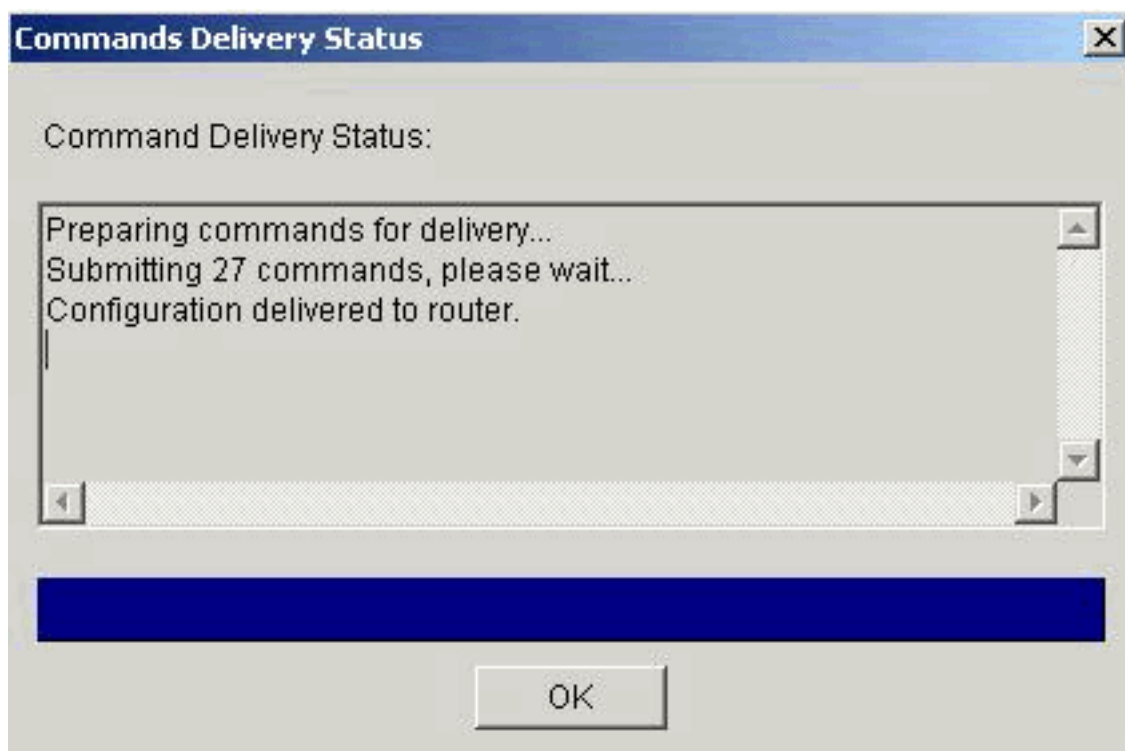 Commands Delivery Status
Command Delivery Status:
Preparing commands for delivery...
Submitting 27 commands, please wait...
Configuration delivered to router.
OK